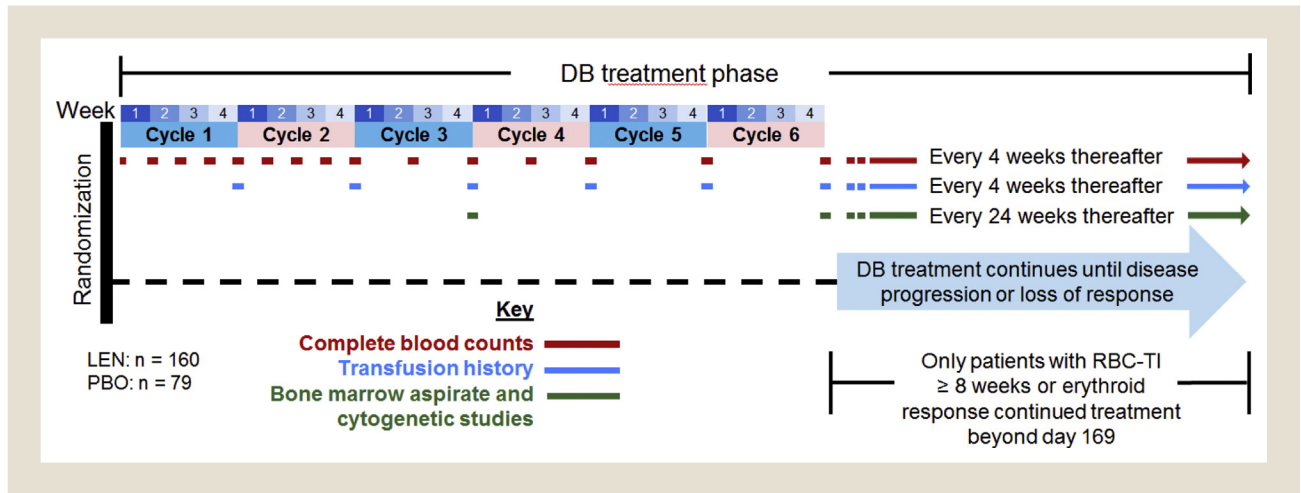 DB treatment phase
Week 1 2 3 4 1 2 3 4 1 2 3 4 1 2 3 4 1 2 3 4 1 2 3 4
Cycle 1 Cycle 2 Cycle 3 Cycle 4 Cycle 5 Cycle 6
Randomization
Every 4 weeks thereafter
Every 4 weeks thereafter
Every 24 weeks thereafter
DB treatment continues until disease
progression or loss of response
Key
Complete blood counts
Transfusion history
Bone marrow aspirate and
cytogenetic studies
LEN: n = 160
PBO: n = 79
Only patients with RBC-TI
≥ 8 weeks or erythroid
response continued treatment
beyond day 169